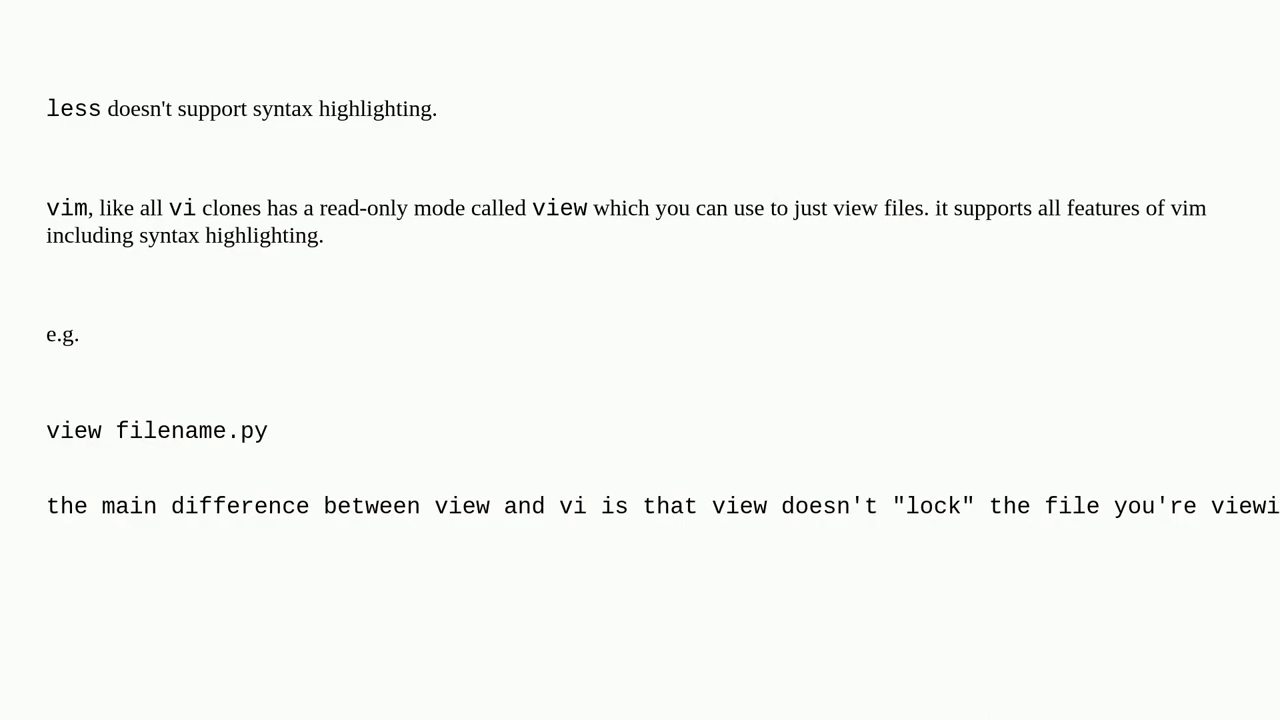 less doesn't support syntax highlighting.
vim, like all vi clones has a read-only mode called view which you can use to just view files. it supports all features of vim
including syntax highlighting.
e.g.
view filename.py
the main difference between view and vi is that view doesn't "lock" the file you're viewi